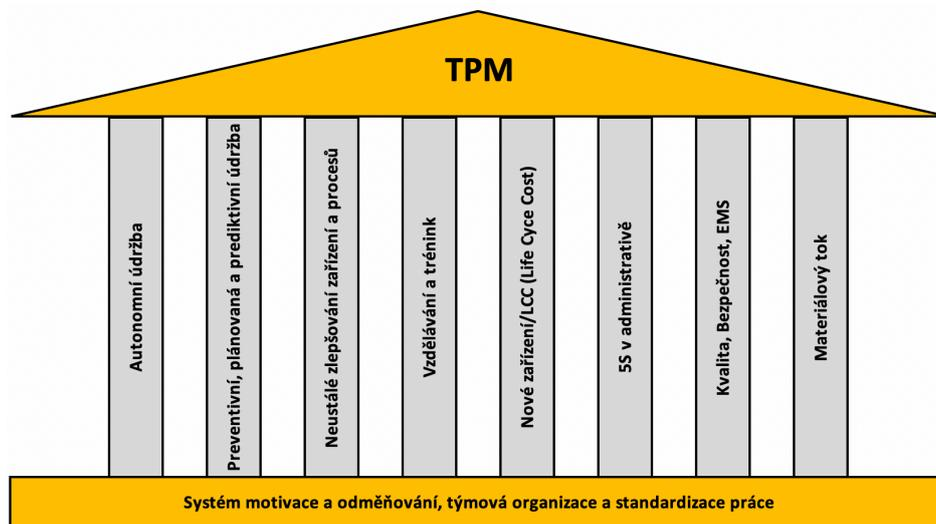 TPM
Autonomní údržba
Preventivní, plánovaná a prediktivní údržba
Neustálé zlepšování zařízení a procesů
Vzdělávání a trénink
Nové zařízení/LCC (Life Cyce Cost)
5S v administrativě
Kvalita, Bezpečnost, EMS
Materiálový tok
Systém motivace a odměňování, týmová organizace a standardizace práce